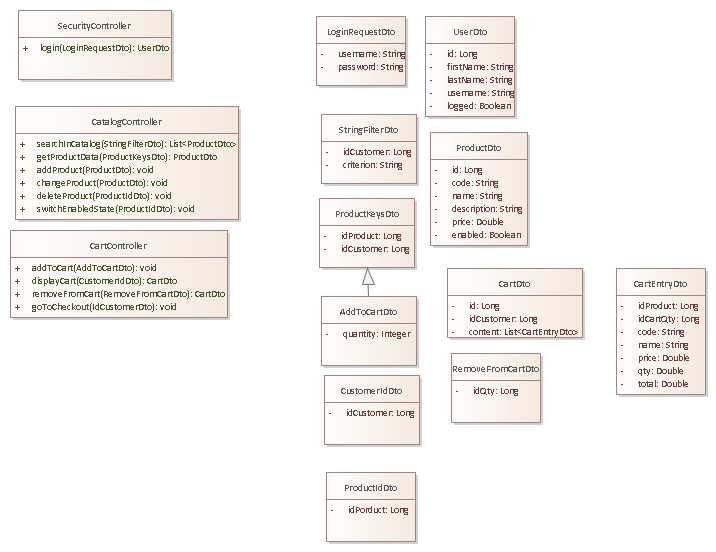 SecurityController
+ login(LoginRequestDto): UserDto
CatalogController
+ searchInCatalog(StringFilterDto): List<ProductDto>
+ getProductData(ProductKeysDto): ProductDto
+ addProduct(ProductDto): void
+ changeProduct(ProductDto): void
+ deleteProduct(ProductIdDto): void
+ switchEnabledState(ProductIdDto): void
CartController
+ addToCart(AddToCartDto): void
+ displayCart(CustomerIdDto): CartDto
+ removeFromCart(RemoveFromCartDto): CartDto
+ goToCheckout(IdCustomerDto): void
LoginRequestDto
- username: String
- password: String
UserDto
- id: Long
- firstName: String
- lastName: String
- username: String
- logged: Boolean
StringFilterDto
- idCustomer: Long
- criterion: String
ProductDto
- id: Long
- code: String
- name: String
- description: String
- price: Double
- enabled: Boolean
ProductKeysDto
- idProduct: Long
- idCustomer: Long
AddToCartDto
- quantity: Integer
CartDto
- id: Long
- idCustomer: Long
- content: List<CartEntryDto>
CartEntryDto
- idProduct: Long
- idCartQty: Long
- code: String
- name: String
- price: Double
- qty: Double
- total: Double
RemoveFromCartDto
- idQty: Long
CustomerIdDto
- idCustomer: Long
ProductIdDto
- idPorduct: Long